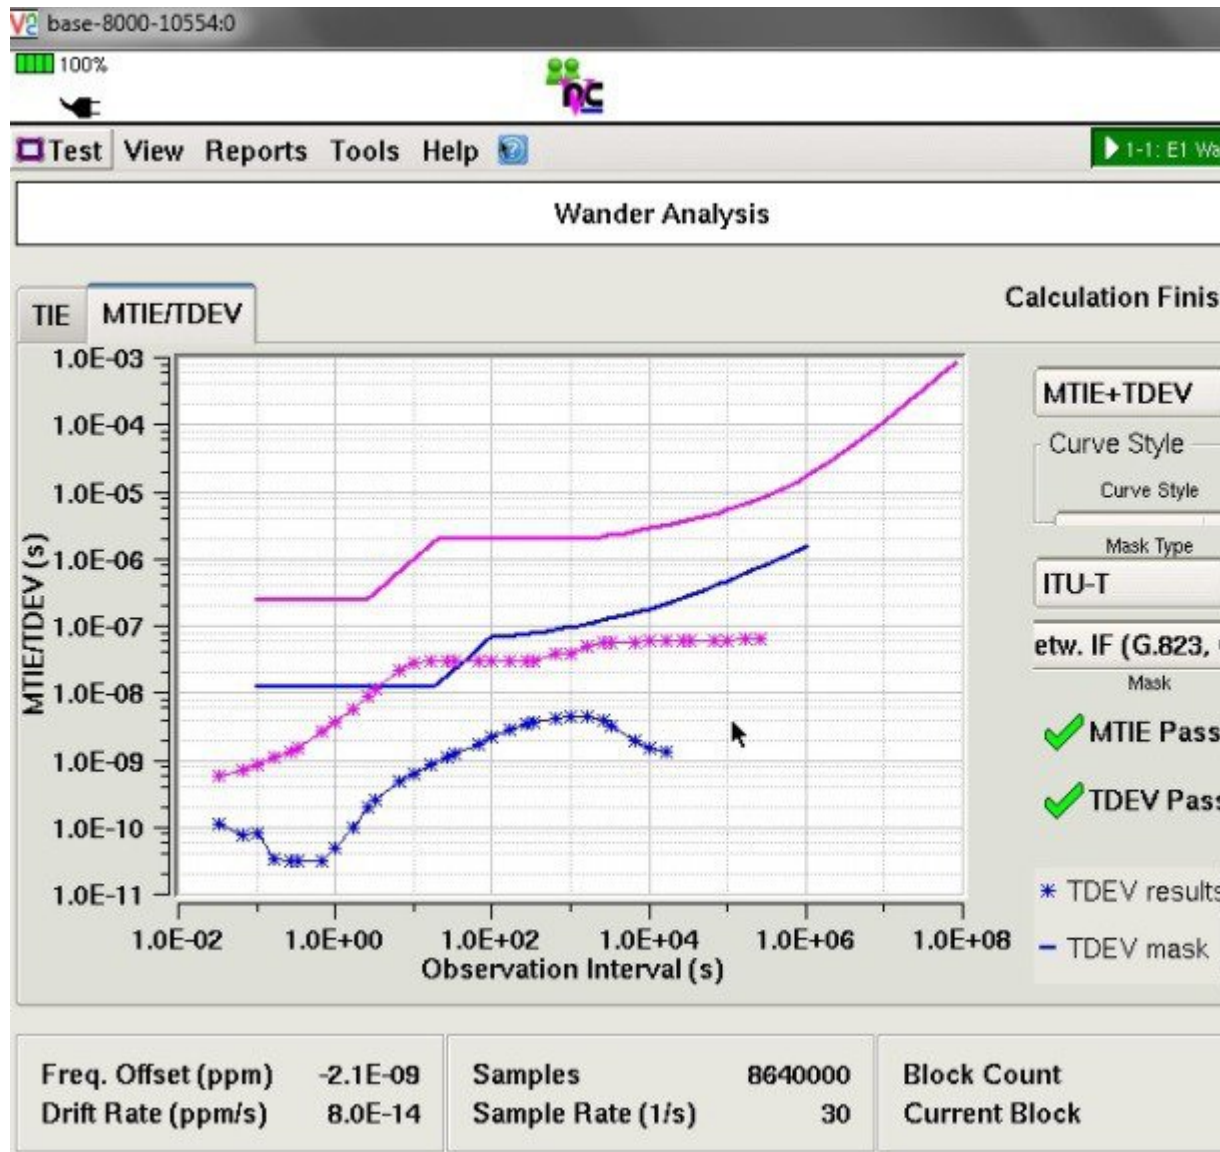 base-8000-10554:0
100%
nc
Test View Reports Tools Help
1-1: E1 Wa
Wander Analysis
TIE
MTIE/TDEV
Calculation Finis
MTIE/TDEV (s)
1.0E-03
1.0E-04
1.0E-05
1.0E-06
1.0E-07
1.0E-08
1.0E-09
1.0E-10
1.0E-11
1.0E-02 1.0E+00 1.0E+02 1.0E+04 1.0E+06 1.0E+08
Observation Interval (s)
MTIE+TDEV
Curve Style
Curve Style
Mask Type
ITU-T
etw. IF (G.823,
Mask
MTIE Pass
TDEV Pass
TDEV results
TDEV mask
Freq. Offset (ppm) -2.1E-09
Drift Rate (ppm/s) 8.0E-14
Samples 8640000
Sample Rate (1/s) 30
Block Count
Current Block